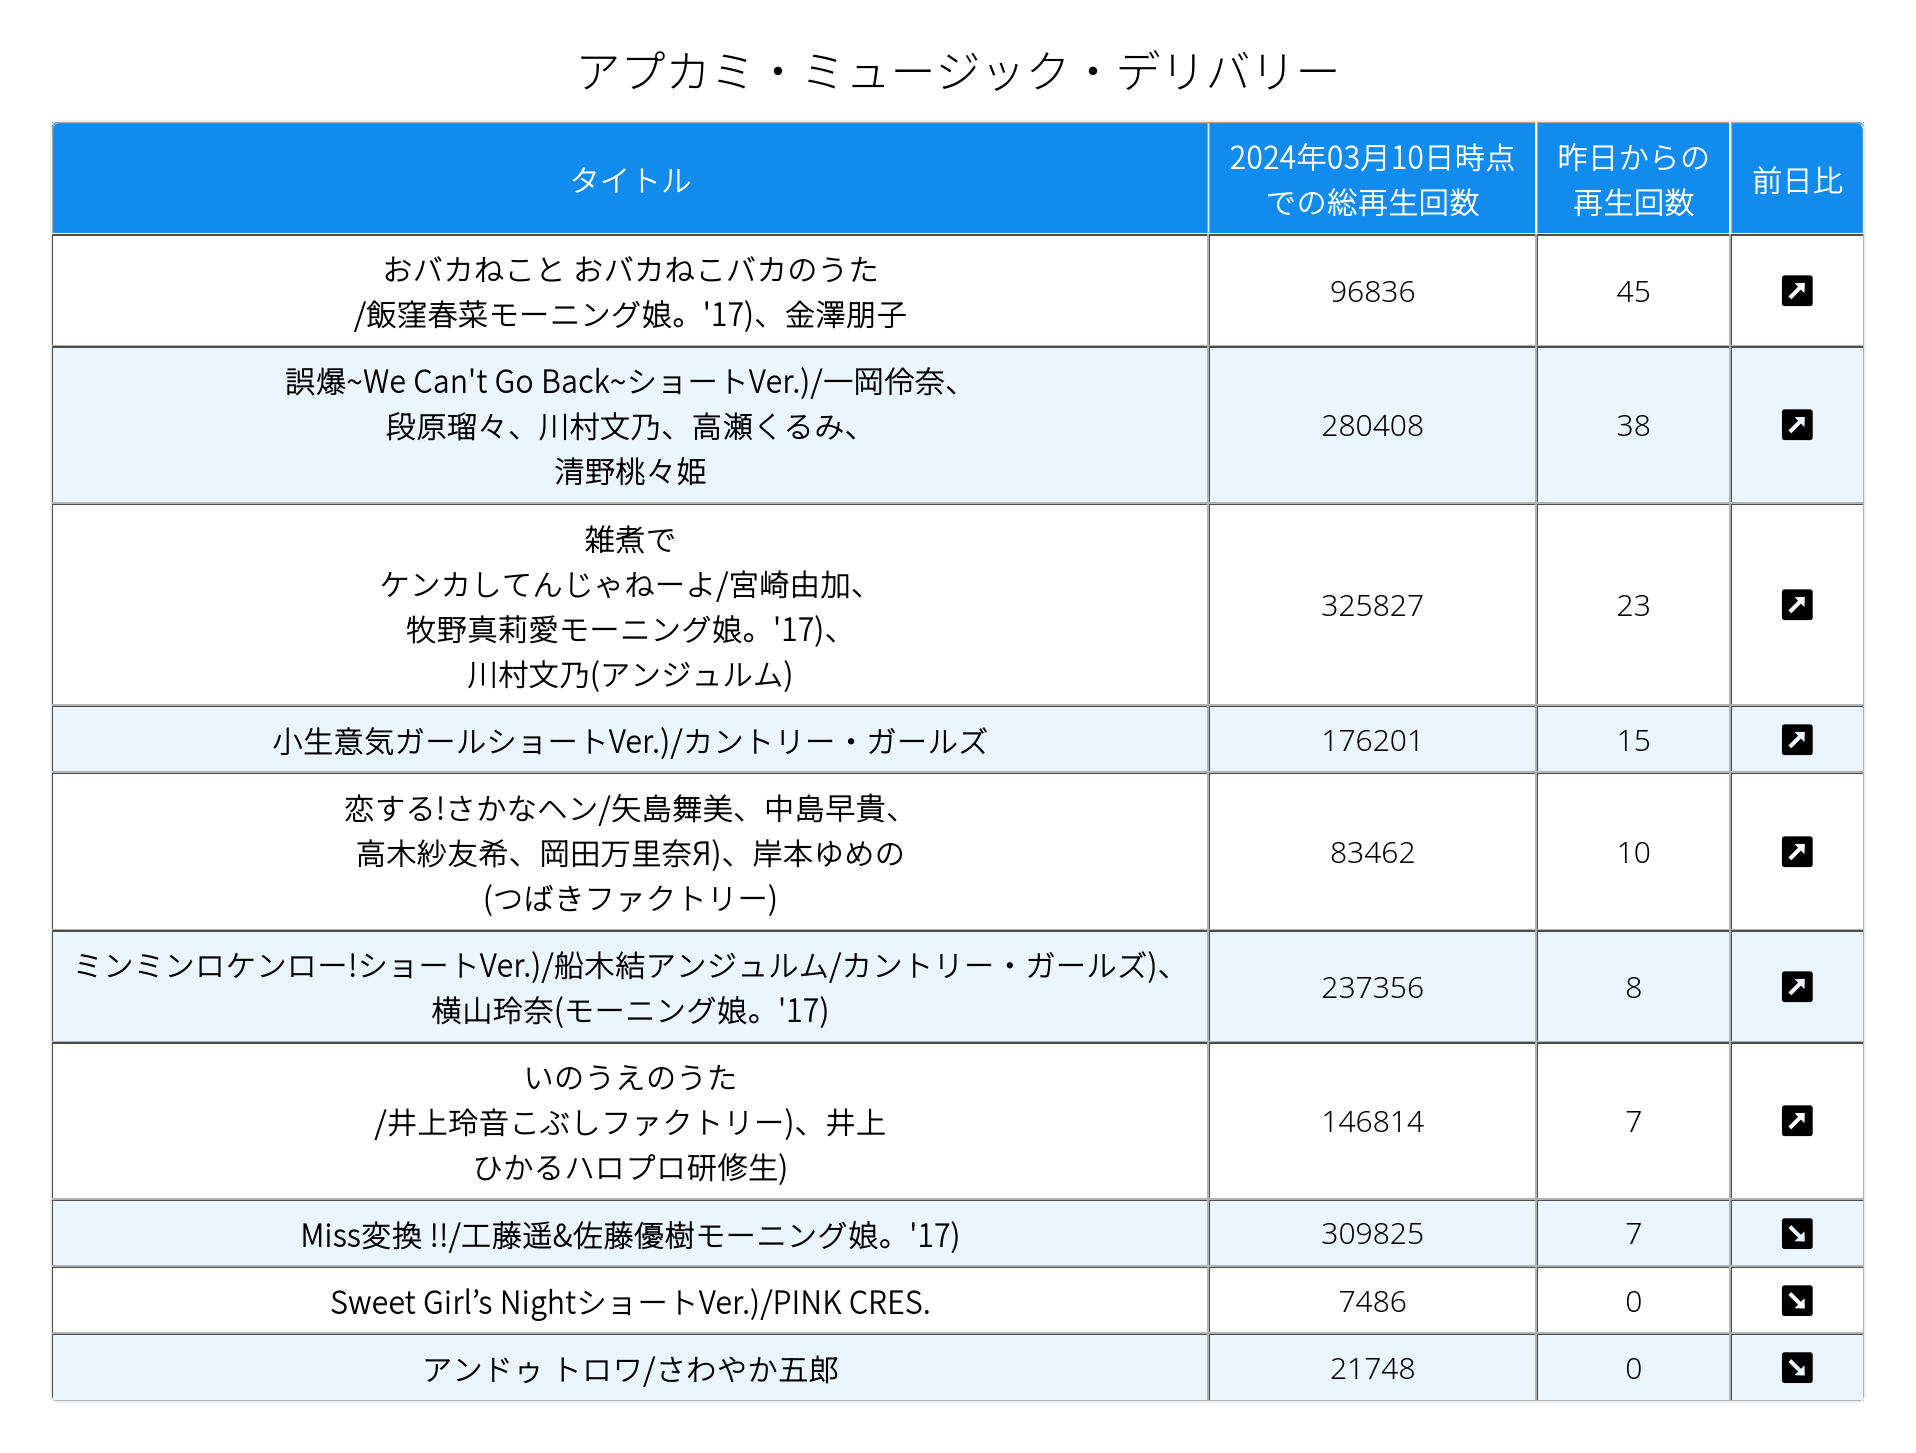 アプカミ・ミュージック・デリバリー
タイトル
2024年03月10日時点
での総再生回数
昨日からの
再生回数
前日比
おバカねこと おバカねこバカのうた
/飯窪春菜モーニング娘。'17)、金澤朋子
96836
45
誤爆~We Can't Go Back~ショートVer.)/一岡伶奈、
段原瑠々、川村文乃、高瀬くるみ、
清野桃々姫
280408
38
雑煮で
ケンカしてんじゃねーよ/宮崎由加、
牧野真莉愛モーニング娘。'17)、
川村文乃(アンジュルム)
325827
23
小生意気ガールショートVer.)/カントリー・ガールズ
176201
15
恋する!さかなヘン/矢島舞美、中島早貴、
高木紗友希、岡田万里奈Я)、岸本ゆめの
(つばきファクトリー)
83462
10
ミンミンロケンロー!ショートVer.)/船木結アンジュルム/カントリー・ガールズ)、
横山玲奈(モーニング娘。'17)
237356
8
いのうえのうた
/井上玲音こぶしファクトリー)、井上
ひかるハロプロ研修生)
146814
7
Miss変換 !!/工藤遥&佐藤優樹モーニング娘。'17)
309825
7
Sweet Girl’s NightショートVer.)/PINK CRES.
7486
0
アンドゥ トロワ/さわやか五郎
21748
0